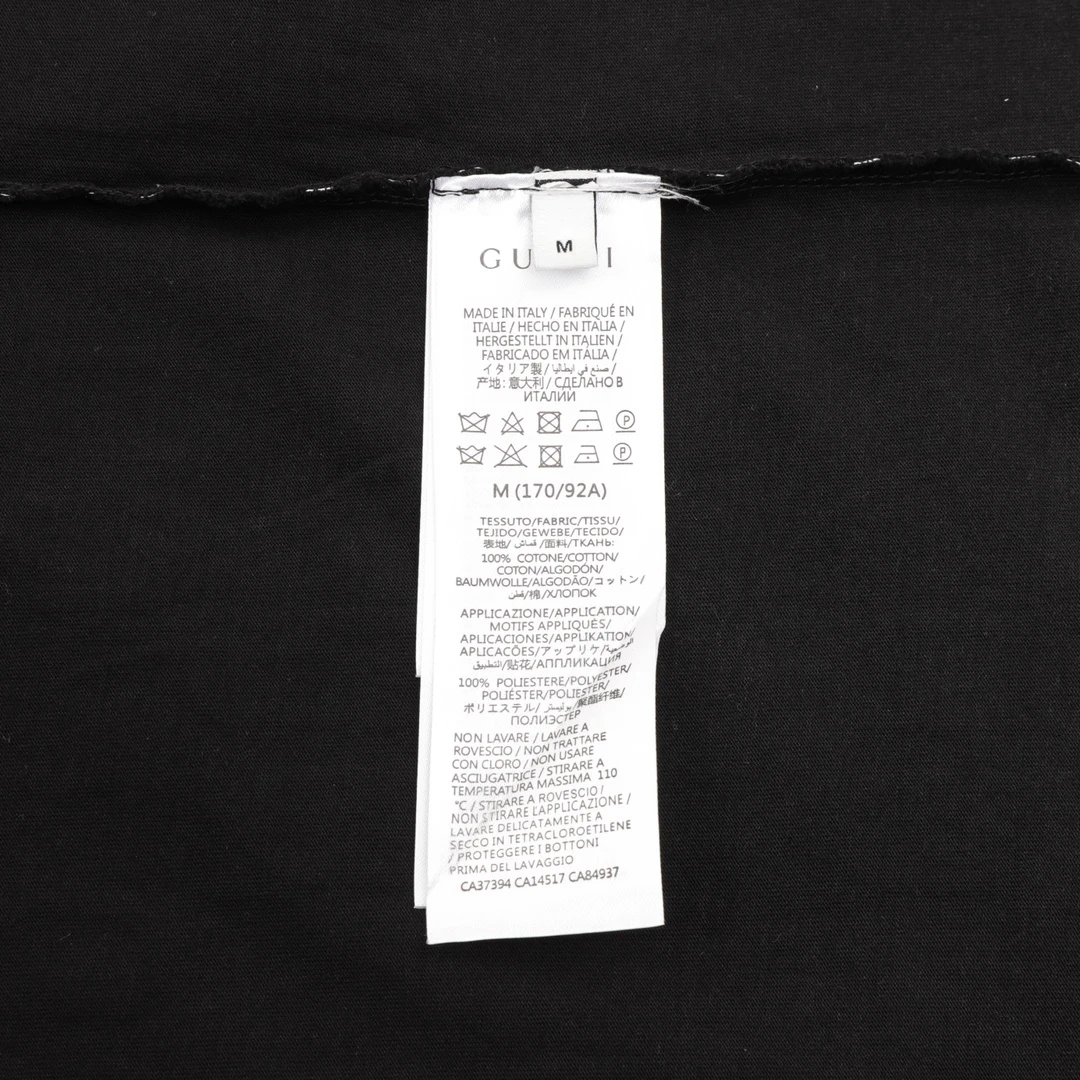 M
GU I
MADE IN ITALY / FABRIQUÉ EN
ITALIE / HECHO EN ITALIA /
HERGESTELLT IN ITALIEN /
FABRICADO EM ITÁLIA /
イタリア製 / صنع في ايطاليا /
产地: 意大利 / СДЕЛАНО В
ИТАЛИИ
P
P
M (170/92A)
TESSUTO/FABRIC/TISSU/
TEJIDO/GEWEBE/TECIDO/
表地/ قماش /面料/ТКАНЬ:
100% COTONE/COTTON/
COTON/ALGODÓN/
BAUMWOLLE/ALGODÃO/コットン/
قطن/棉/ХЛОПОК
APPLICAZIONE/APPLICATION/
MOTIFS APPLIQUÉS/
APLICACIONES/APPLIKATION/
APLICACÕES/アップリケ/
التطبيق/贴花/АППЛИКАЦИЯ
100% POLIESTERE/POLYESTER/
POLIÉSTER/POLIESTER/
ポリエステル/ بوليستر /聚酯纤维/
ПОЛИЭСТЕР
NON LAVARE / LAVARE A
ROVESCIO / NON TRATTARE
CON CLORO / NON USARE
ASCIUGATRICE / STIRARE A
TEMPERATURA MASSIMA 110
°C / STIRARE A ROVESCIO /
NON STIRARE L'APPLICAZIONE /
LAVARE DELICATAMENTE A
SECCO IN TETRACLOROETILENE
/ PROTEGGERE I BOTTONI
PRIMA DEL LAVAGGIO
CA37394 CA14517 CA84937